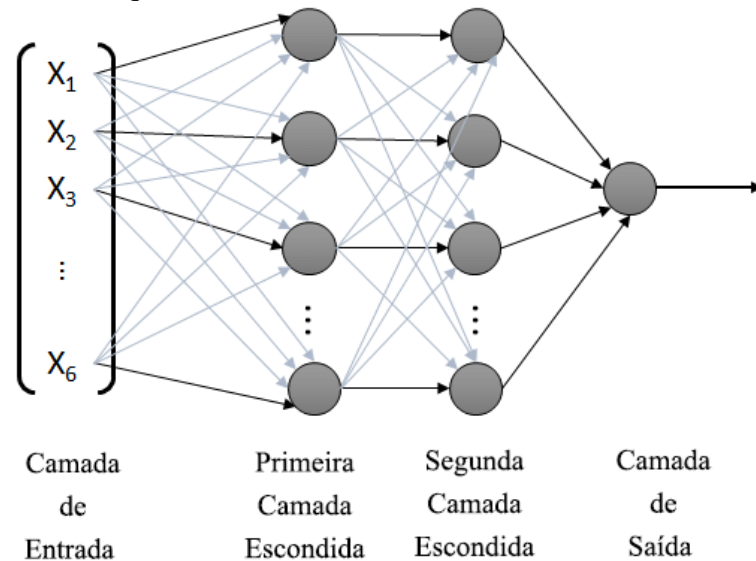 X1
X2
X3
...
X6
...
...
Camada de Entrada
Primeira Camada Escondida
Segunda Camada Escondida
Camada de Saída